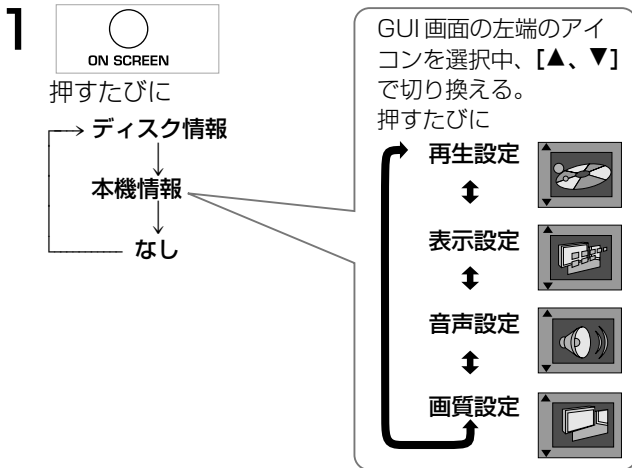 1
ON SCREEN
押すたびに
ディスク情報
本機情報
なし
GUI 画面の左端のアイ
コンを選択中、[▲、▼]
で切り換える。
押すたびに
再生設定
表示設定
音声設定
画質設定